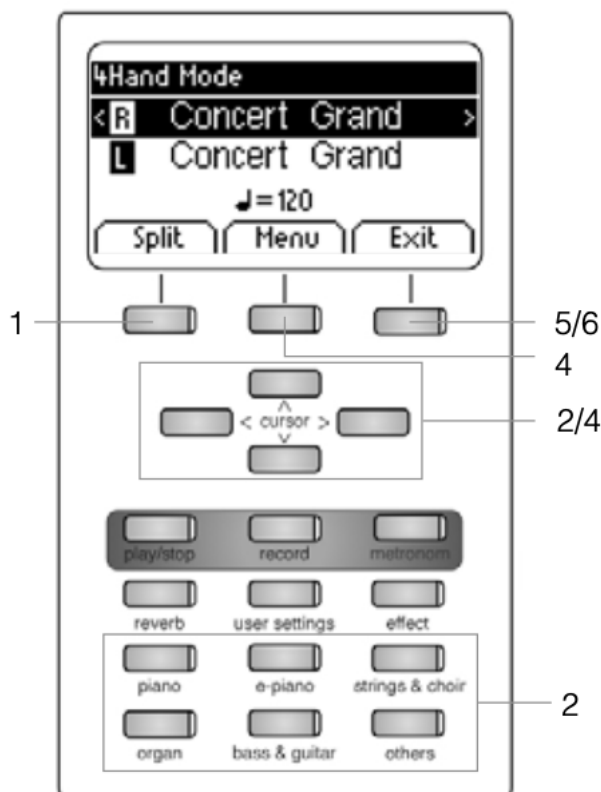 4Hand Mode
< R Concert Grand >
L Concert Grand
♩=120
Split Menu Exit
1
5/6
4
< cursor >
2/4
play/stop record metronom
reverb user settings effect
piano e-piano strings & choir
2
organ bass & guitar others